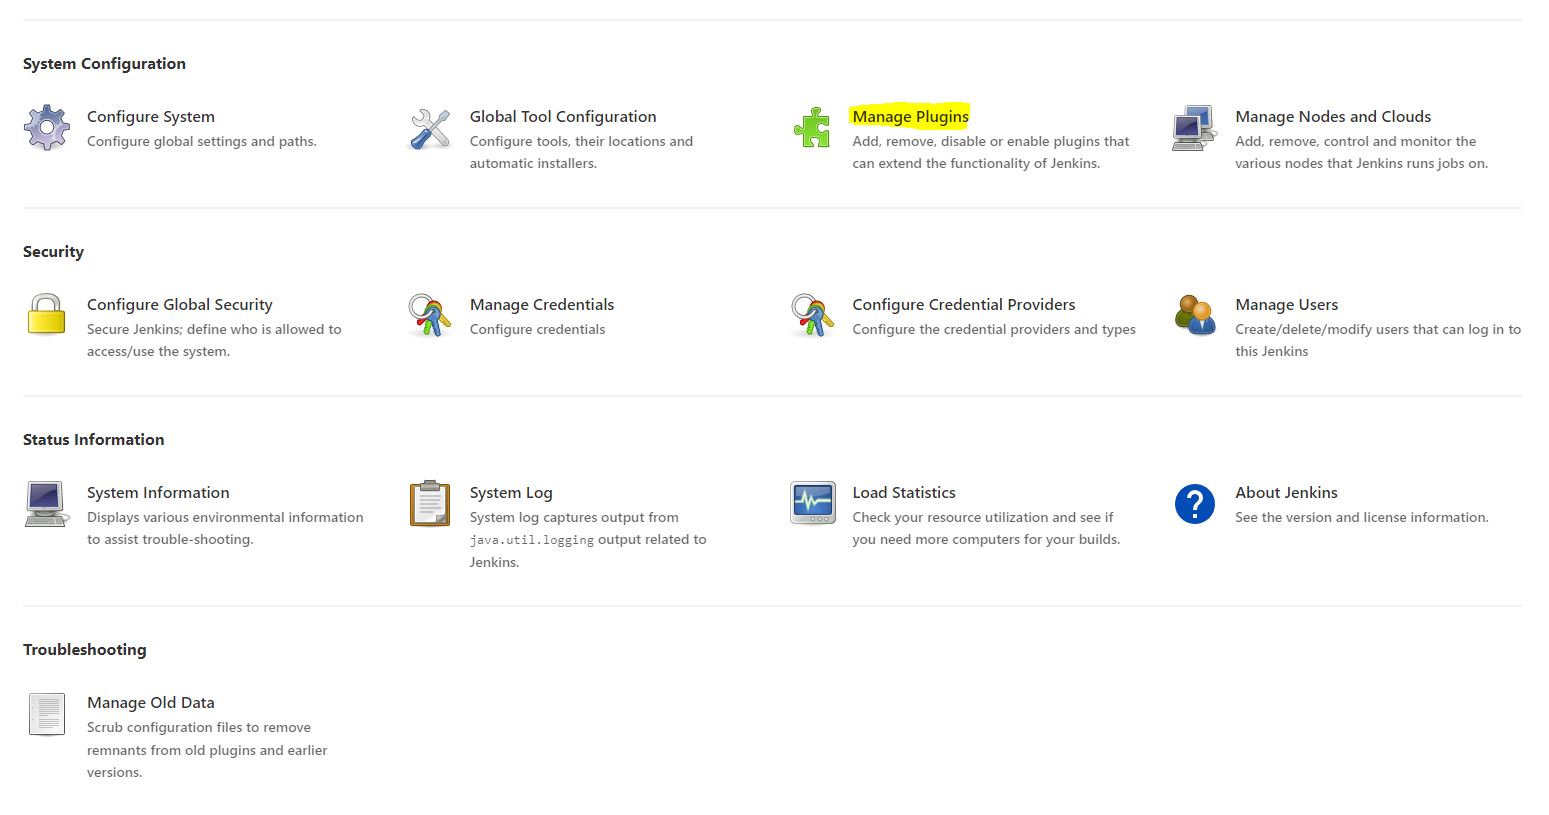 System Configuration
Configure System
Configure global settings and paths.
Global Tool Configuration
Configure tools, their locations and
automatic installers.
Manage Plugins
Add, remove, disable or enable plugins that
can extend the functionality of Jenkins.
Manage Nodes and Clouds
Add, remove, control and monitor the
various nodes that Jenkins runs jobs on.
Security
Configure Global Security
Secure Jenkins; define who is allowed to
access/use the system.
Manage Credentials
Configure credentials
Configure Credential Providers
Configure the credential providers and types
Manage Users
Create/delete/modify users that can log in to
this Jenkins
Status Information
System Information
Displays various environmental information
to assist trouble-shooting.
System Log
System log captures output from
java.util.logging output related to
Jenkins.
Load Statistics
Check your resource utilization and see if
you need more computers for your builds.
?
About Jenkins
See the version and license information.
Troubleshooting
Manage Old Data
Scrub configuration files to remove
remnants from old plugins and earlier
versions.